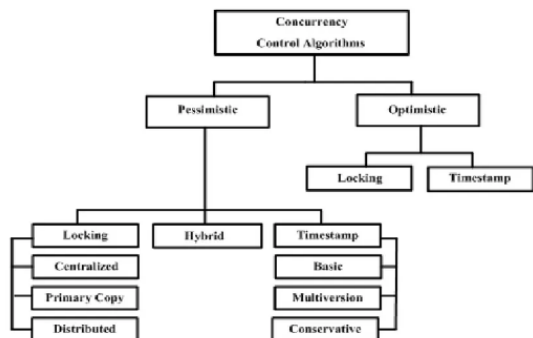 Concurrency
Control Algorithms
Pessimistic
Optimistic
Locking
Timestamp
Locking
Hybrid
Timestamp
Centralized
Basic
Primary Copy
Multiversion
Distributed
Conservative